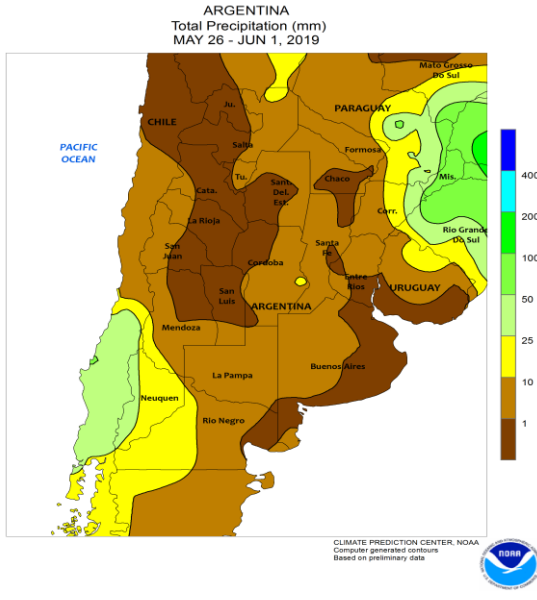 ARGENTINA
Total Precipitation (mm)
MAY 26 - JUN 1, 2019
Mato Grosso
Do Sul
Ju.
PARAGUAY
CHILE
PACIFIC
OCEAN
Salta
Formosa
Tu.
Sant.
Del.
Est.
Chaco
Mis.
Cata.
Corr.
La Rioja
Rio Grande
Do Sul
San
Juan
Santa
Fe
Cordoba
Entre
Rios
URUGUAY
San
Luis
ARGENTINA
Mendoza
La Pampa
Buenos Aires
Neuquen
Rio Negro
400
200
100
50
25
10
1
CLIMATE PREDICTION CENTER, NOAA
Computer generated contours
Based on preliminary data
NOAA